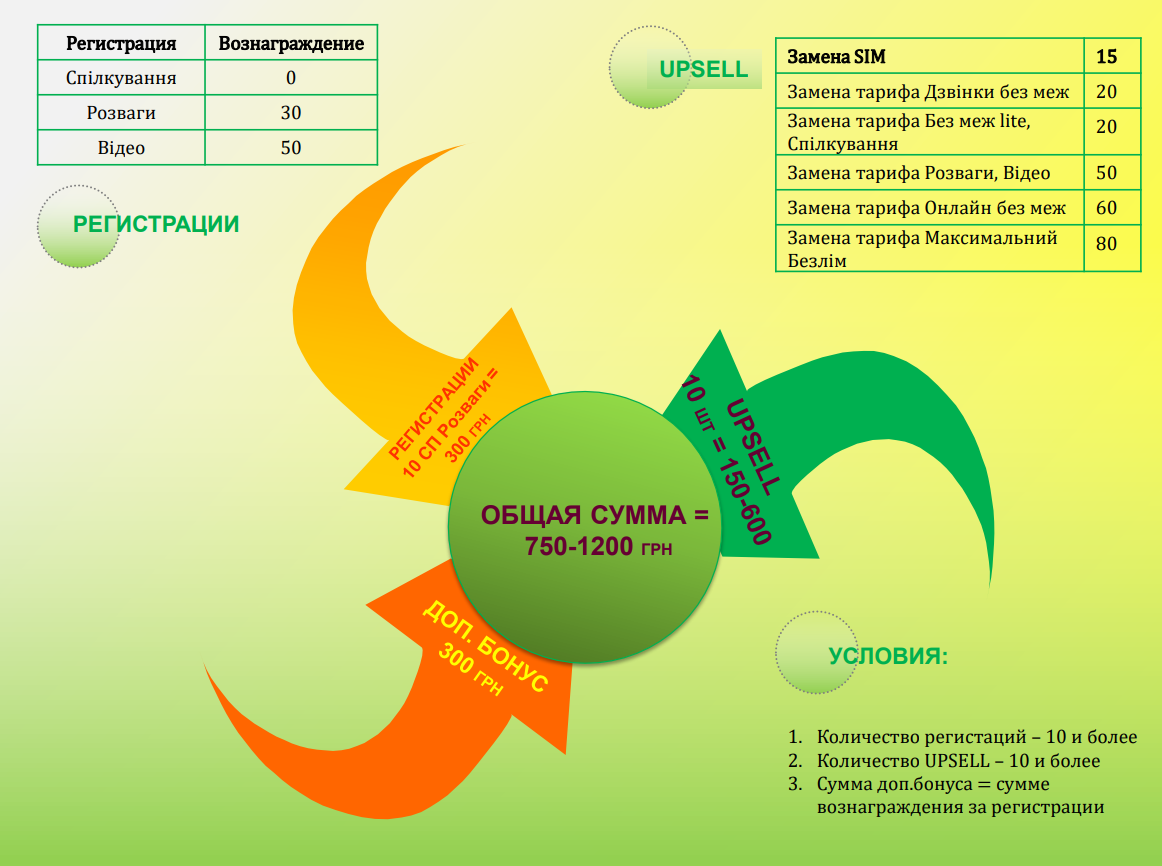 Регистрация Вознаграждение
Спілкування 0
Розваги 30
Відео 50
РЕГИСТРАЦИИ
UPSELL
Замена SIM 15
Замена тарифа Дзвінки без меж 20
Замена тарифа Без меж lite, 20
Спілкування
Замена тарифа Розваги, Відео 50
Замена тарифа Онлайн без меж 60
Замена тарифа Максимальний 80
Безлім
РЕГИСТРАЦИИ
10 СП Розваги =
300 ГРН
UPSELL
10 ШТ = 150-600
ОБЩАЯ СУММА =
750-1200 ГРН
ДОП. БОНУС
300 ГРН
УСЛОВИЯ:
1. Количество регистаций – 10 и более
2. Количество UPSELL – 10 и более
3. Сумма доп.бонуса = сумме
вознаграждения за регистрации